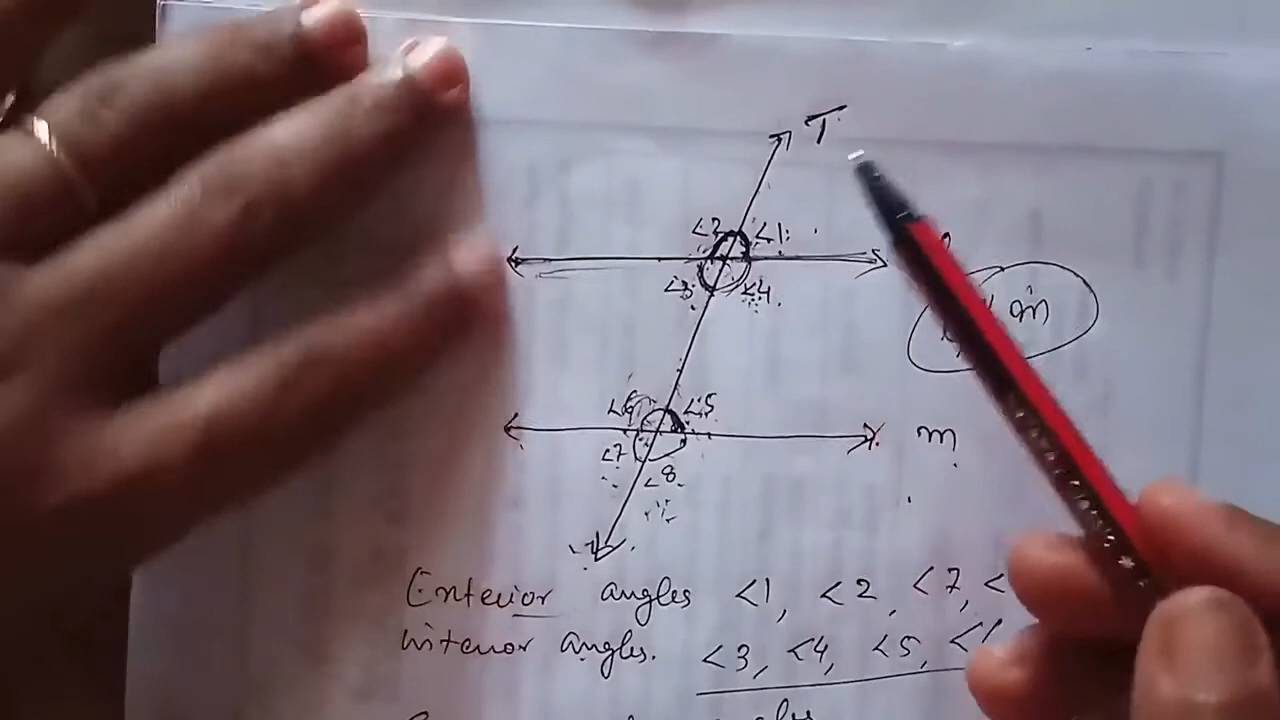 T
<2 <1
<3 <4
m
<6 <5
m
<7
<8
Exterior angles <1, <2, <7, <
interior angles. <3, <4, <5, <